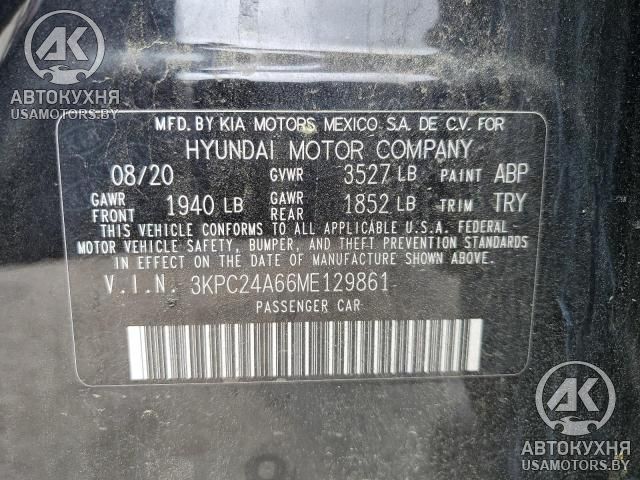 АК
АВТОКУХНЯ
USAMOTORS.BY
MFD. BY KIA MOTORS MEXICO S.A. DE C.V. FOR
HYUNDAI MOTOR COMPANY
08/20 GVWR 3527 LB PAINT ABP
GAWR FRONT 1940 LB GAWR REAR 1852 LB TRIM TRY
THIS VEHICLE CONFORMS TO ALL APPLICABLE U.S.A. FEDERAL-
MOTOR VEHICLE SAFETY, BUMPER, AND THEFT PREVENTION STANDARDS
IN EFFECT ON THE DATE OF MANUFACTURE SHOWN ABOVE.
V.I.N. 3KPC24A66ME129861
PASSENGER CAR
АК
АВТОКУХНЯ
USAMOTORS.BY